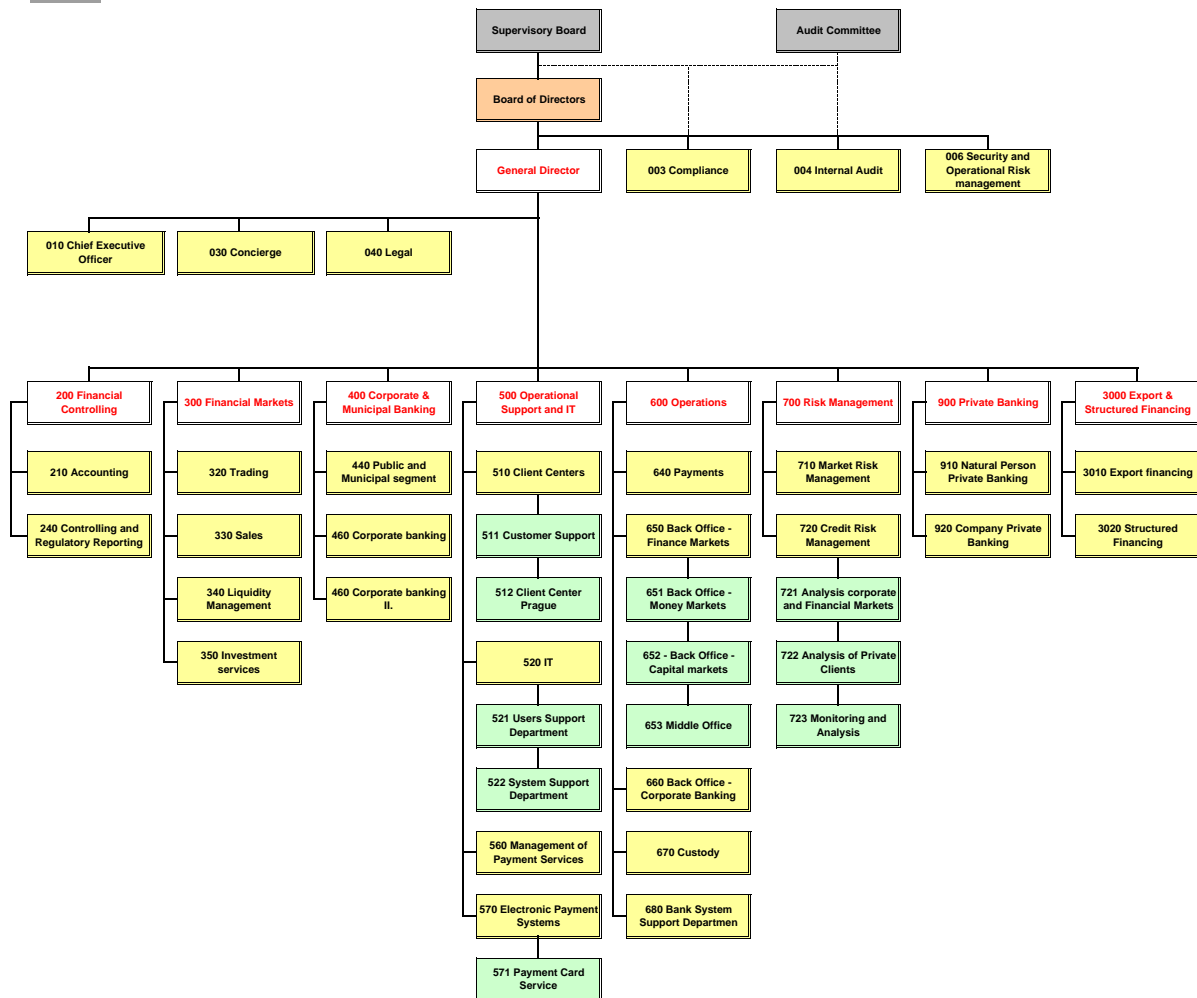 Supervisory Board
Audit Committee
Board of Directors
General Director
003 Compliance
004 Internal Audit
006 Security and
Operational Risk
management
010 Chief Executive
Officer
030 Concierge
040 Legal
200 Financial
Controlling
300 Financial Markets
400 Corporate &
Municipal Banking
500 Operational
Support and IT
600 Operations
700 Risk Management
900 Private Banking
3000 Export &
Structured Financing
210 Accounting
320 Trading
440 Public and
Municipal segment
510 Client Centers
640 Payments
710 Market Risk
Management
910 Natural Person
Private Banking
3010 Export financing
240 Controlling and
Regulatory Reporting
330 Sales
460 Corporate banking
511 Customer Support
650 Back Office -
Finance Markets
720 Credit Risk
Management
920 Company Private
Banking
3020 Structured
Financing
340 Liquidity
Management
460 Corporate banking
II.
512 Client Center
Prague
651 Back Office -
Money Markets
721 Analysis corporate
and Financial Markets
350 Investment
services
520 IT
652 - Back Office -
Capital markets
722 Analysis of Private
Clients
521 Users Support
Department
653 Middle Office
723 Monitoring and
Analysis
522 System Support
Department
660 Back Office -
Corporate Banking
560 Management of
Payment Services
670 Custody
570 Electronic Payment
Systems
680 Bank System
Support Departmen
571 Payment Card
Service